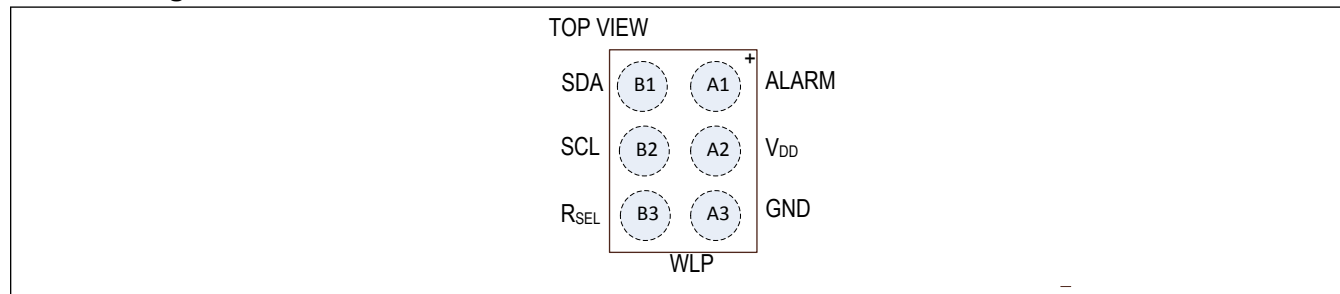 TOP VIEW
+
SDA B1 A1 ALARM
SCL B2 A2 VDD
RSEL B3 A3 GND
WLP